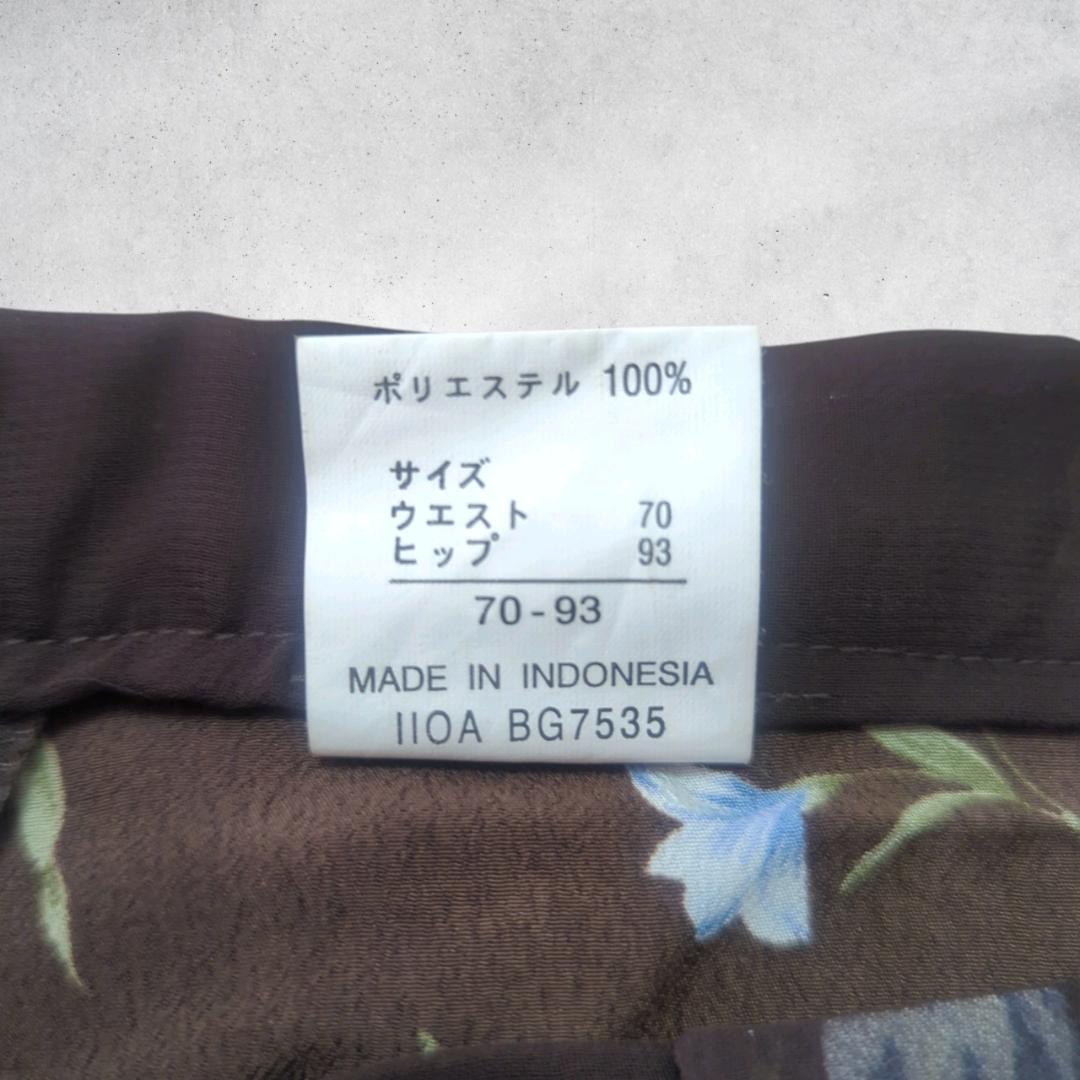 ポリエステル 100%
サイズ
ウエスト 70
ヒップ 93
70-93
MADE IN INDONESIA
110A BG7535